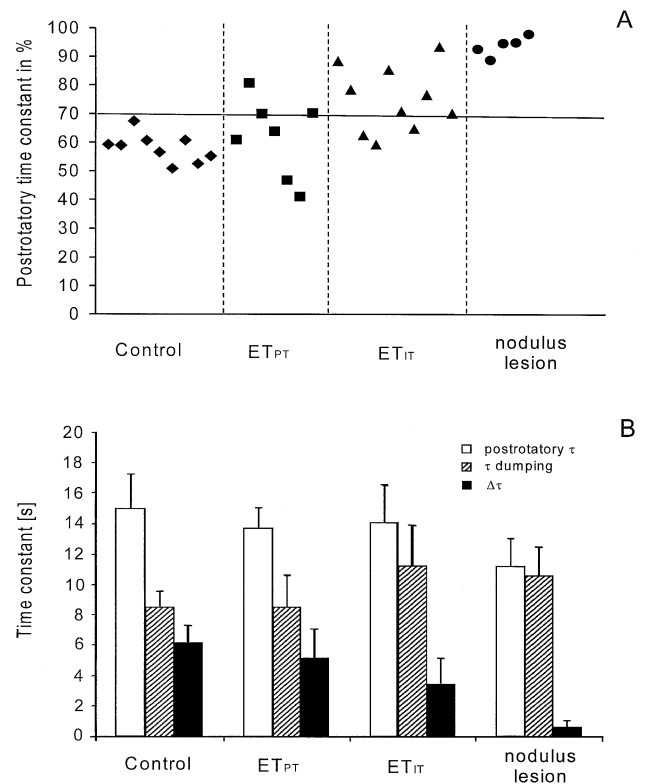 A
Postrotatory time constant in %
100
90
80
70
60
50
40
30
20
10
0
Control ETPT ETIT nodulus lesion
B
Time constant [s]
20
18
16
14
12
10
8
6
4
2
0
postrotatory τ
τ dumping
Δτ
Control ETPT ETIT nodulus lesion